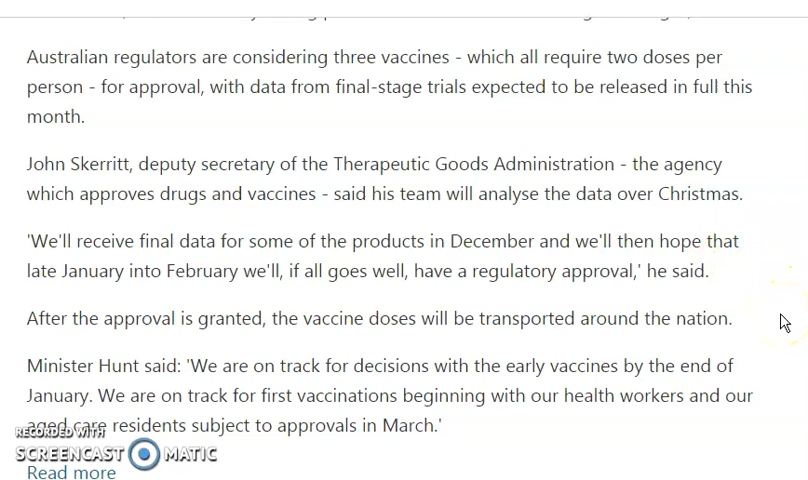 Australian regulators are considering three vaccines - which all require two doses per
person - for approval, with data from final-stage trials expected to be released in full this
month.
John Skerritt, deputy secretary of the Therapeutic Goods Administration - the agency
which approves drugs and vaccines - said his team will analyse the data over Christmas.
'We'll receive final data for some of the products in December and we'll then hope that
late January into February we'll, if all goes well, have a regulatory approval,' he said.
After the approval is granted, the vaccine doses will be transported around the nation.
Minister Hunt said: 'We are on track for decisions with the early vaccines by the end of
January. We are on track for first vaccinations beginning with our health workers and our
aged care residents subject to approvals in March.'
RECORDED WITH
SCREENCAST MATIC
Read more